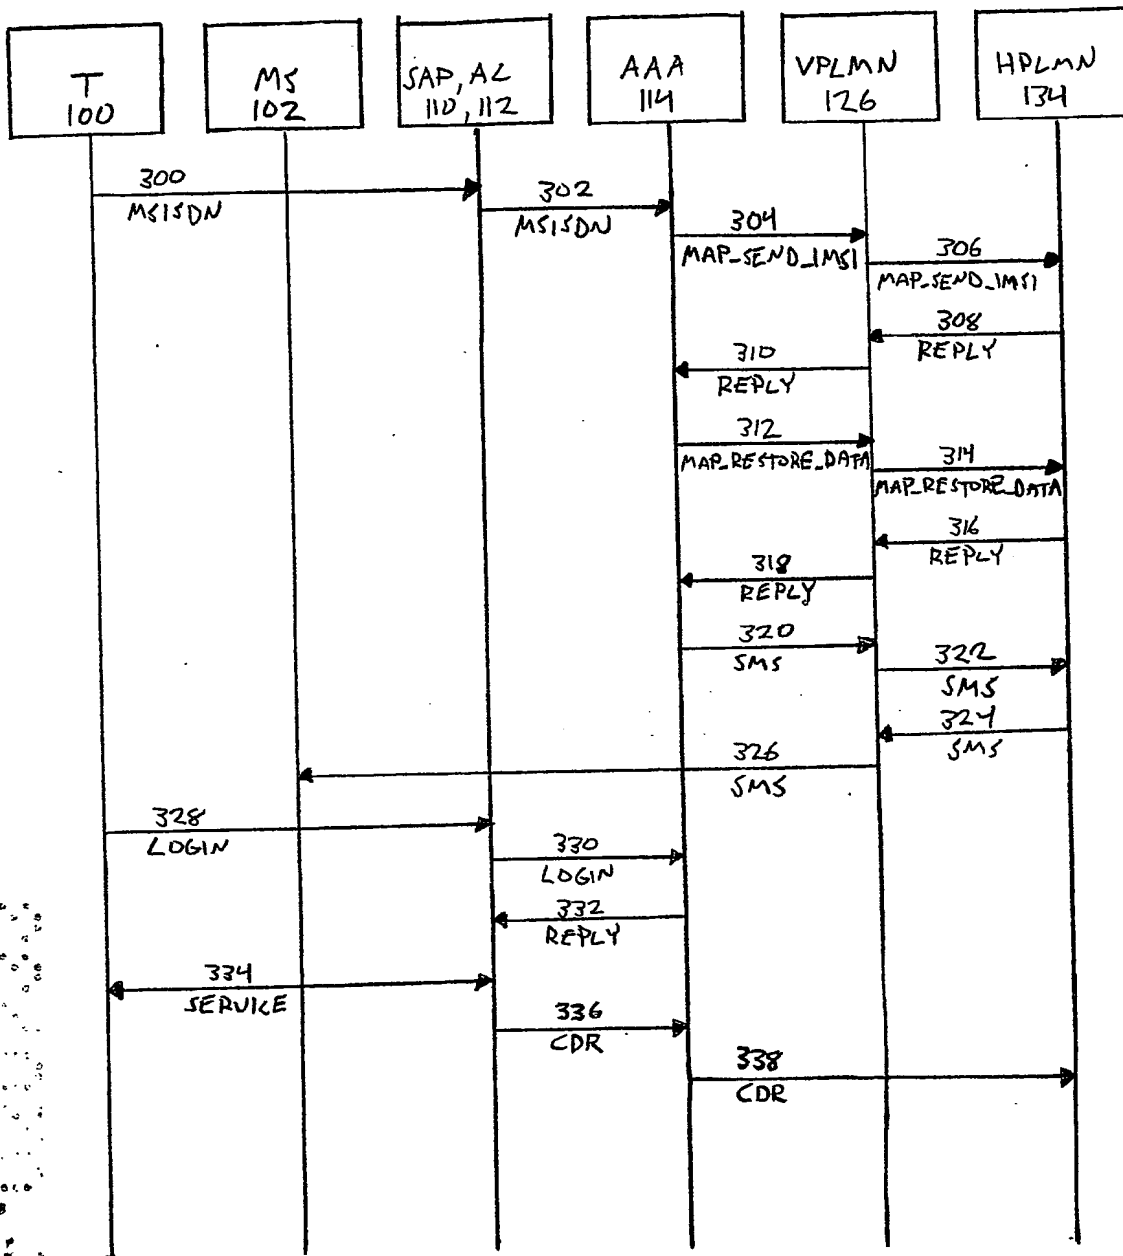 T
100
MS
102
SAP, AC
110, 112
AAA
114
VPLMN
126
HPLMN
134
300
MSISDN
302
MSISDN
304
MAP_SEND_IMSI
306
MAP_SEND_IMSI
308
REPLY
310
REPLY
312
MAP_RESTORE_DATA
314
MAP_RESTORE_DATA
316
REPLY
318
REPLY
320
SMS
322
SMS
324
SMS
326
SMS
328
LOGIN
330
LOGIN
332
REPLY
334
SERVICE
336
CDR
338
CDR